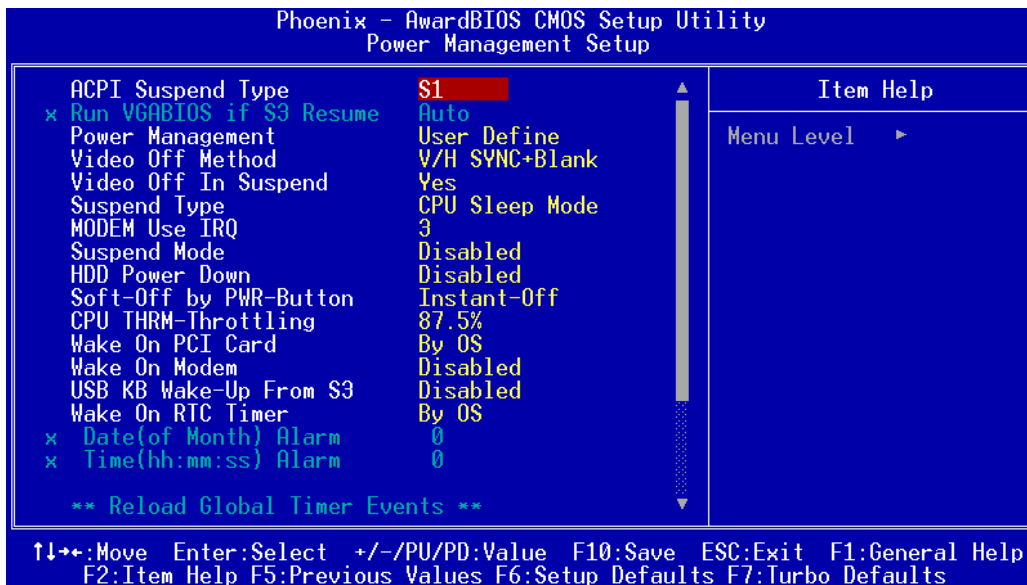 Phoenix - AwardBIOS CMOS Setup Utility
Power Management Setup
ACPI Suspend Type S1
x Run VGABIOS if S3 Resume Auto
Power Management User Define
Video Off Method V/H SYNC+Blank
Video Off In Suspend Yes
Suspend Type CPU Sleep Mode
MODEM Use IRQ 3
Suspend Mode Disabled
HDD Power Down Disabled
Soft-Off by PWR-Button Instant-Off
CPU THRM-Throttling 87.5%
Wake On PCI Card By OS
Wake On Modem Disabled
USB KB Wake-Up From S3 Disabled
Wake On RTC Timer By OS
x Date(of Month) Alarm 0
x Time(hh:mm:ss) Alarm 0
** Reload Global Timer Events **
Item Help
Menu Level ►
↑↓→←:Move Enter:Select +/-/PU/PD:Value F10:Save ESC:Exit F1:General Help
F2:Item Help F5:Previous Values F6:Setup Defaults F7:Turbo Defaults